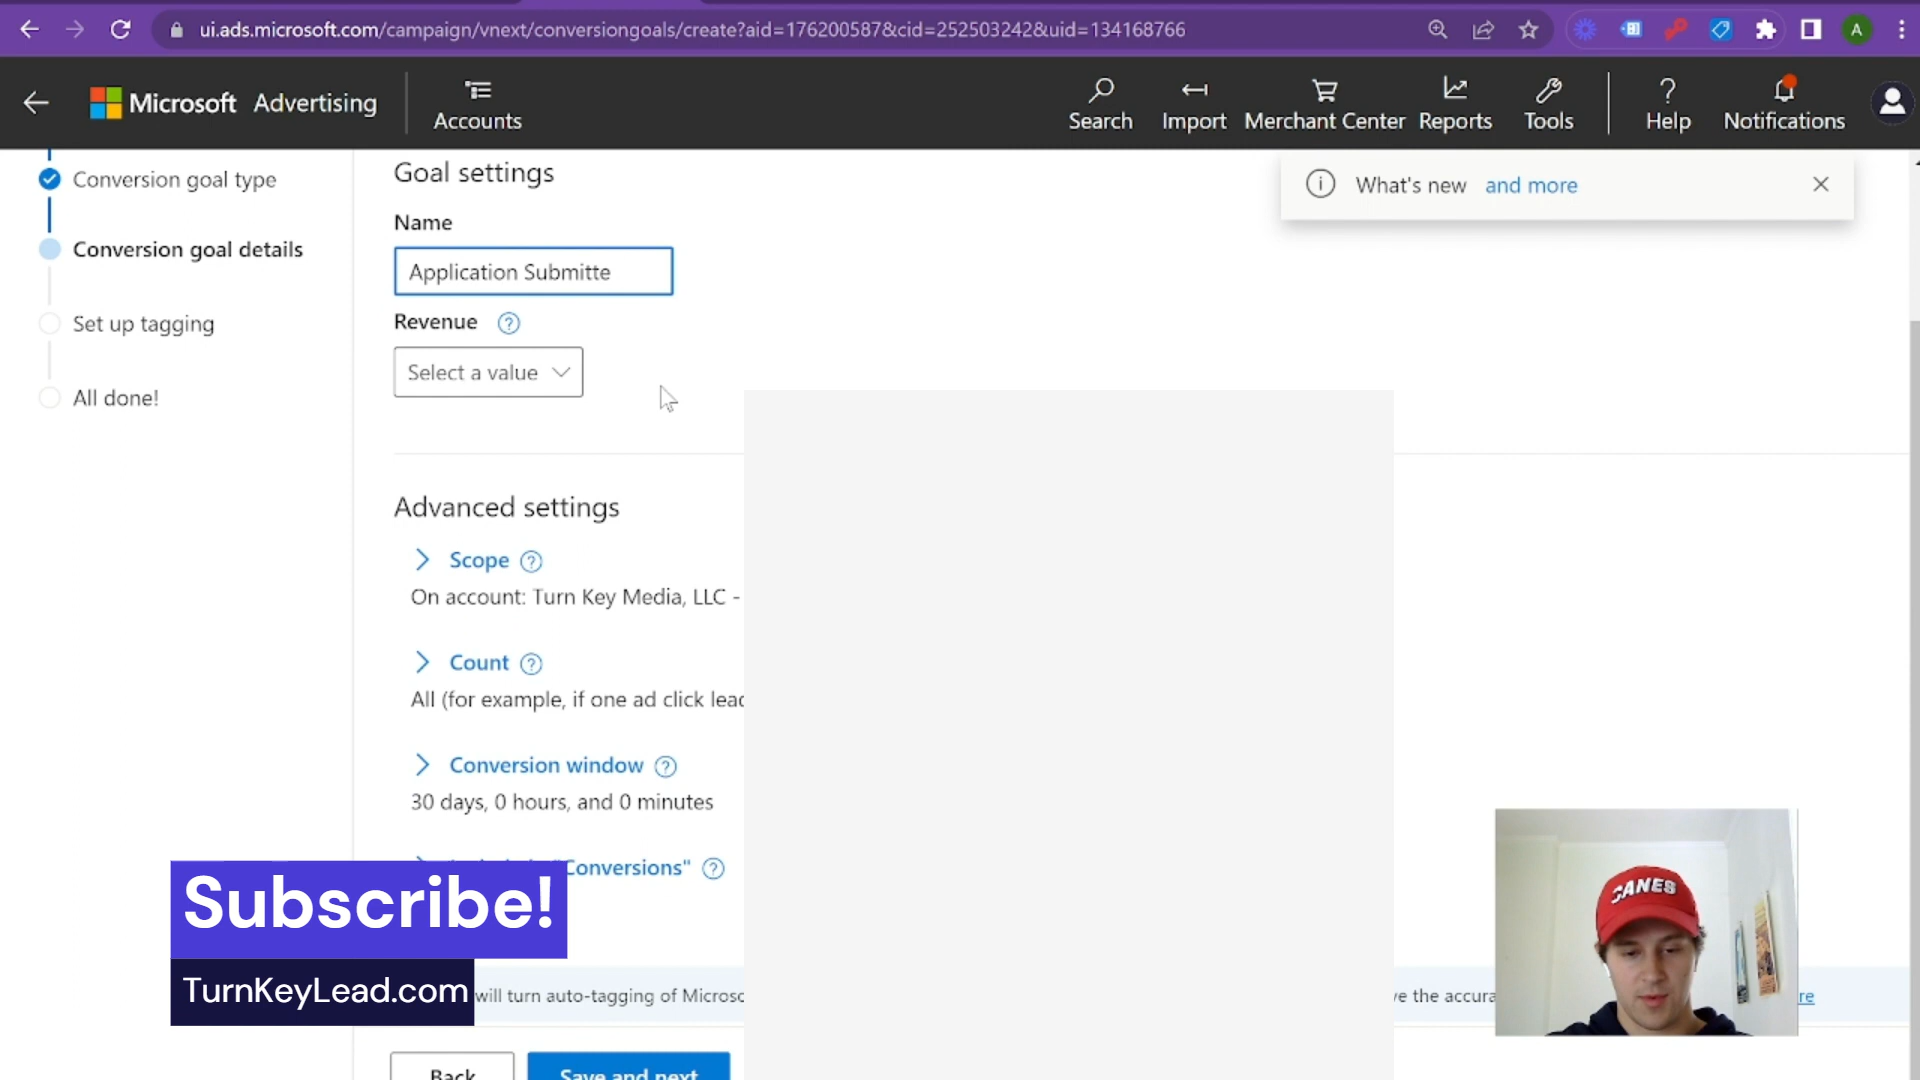 ui.ads.microsoft.com/campaign/vnext/conversiongoals/create?aid=176200587&cid=252503242&uid=134168766
A
Microsoft Advertising
Accounts
Search
Import
Merchant Center
Reports
Tools
Help
Notifications
Conversion goal type
Conversion goal details
Set up tagging
All done!
Goal settings
What's new and more
Name
Application Submitte
Revenue
Select a value
Advanced settings
Scope
On account: Turn Key Media, LLC -
Count
All (for example, if one ad click lead
Conversion window
30 days, 0 hours, and 0 minutes
"Conversions"
Subscribe!
TurnKeyLead.com
will turn auto-tagging of Microso
ve the accura
re
CANES
Back
Save and next